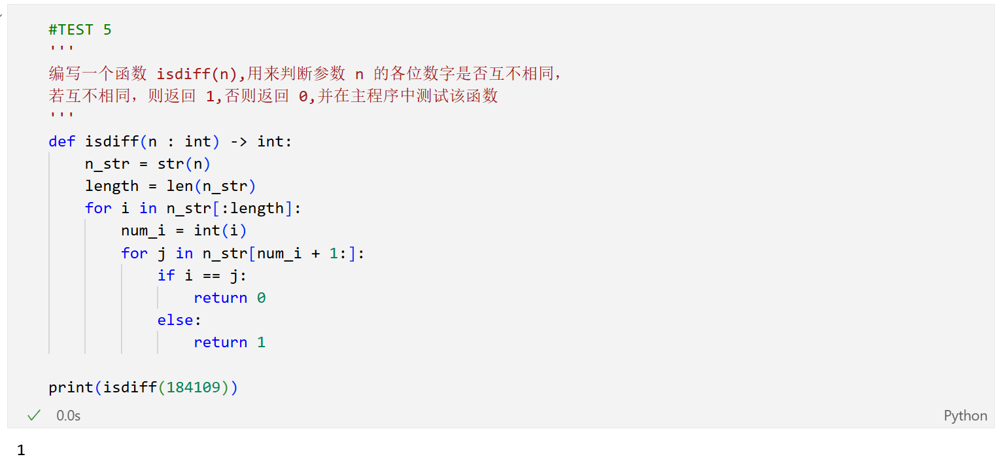 #TEST 5
'''
编写一个函数 isdiff(n),用来判断参数 n 的各位数字是否互不相同,
若互不相同，则返回 1,否则返回 0,并在主程序中测试该函数
'''
def isdiff(n : int) -> int:
    n_str = str(n)
    length = len(n_str)
    for i in n_str[:length]:
        num_i = int(i)
        for j in n_str[num_i + 1:]:
            if i == j:
                return 0
            else:
                return 1
print(isdiff(184109))
0.0s
Python
1